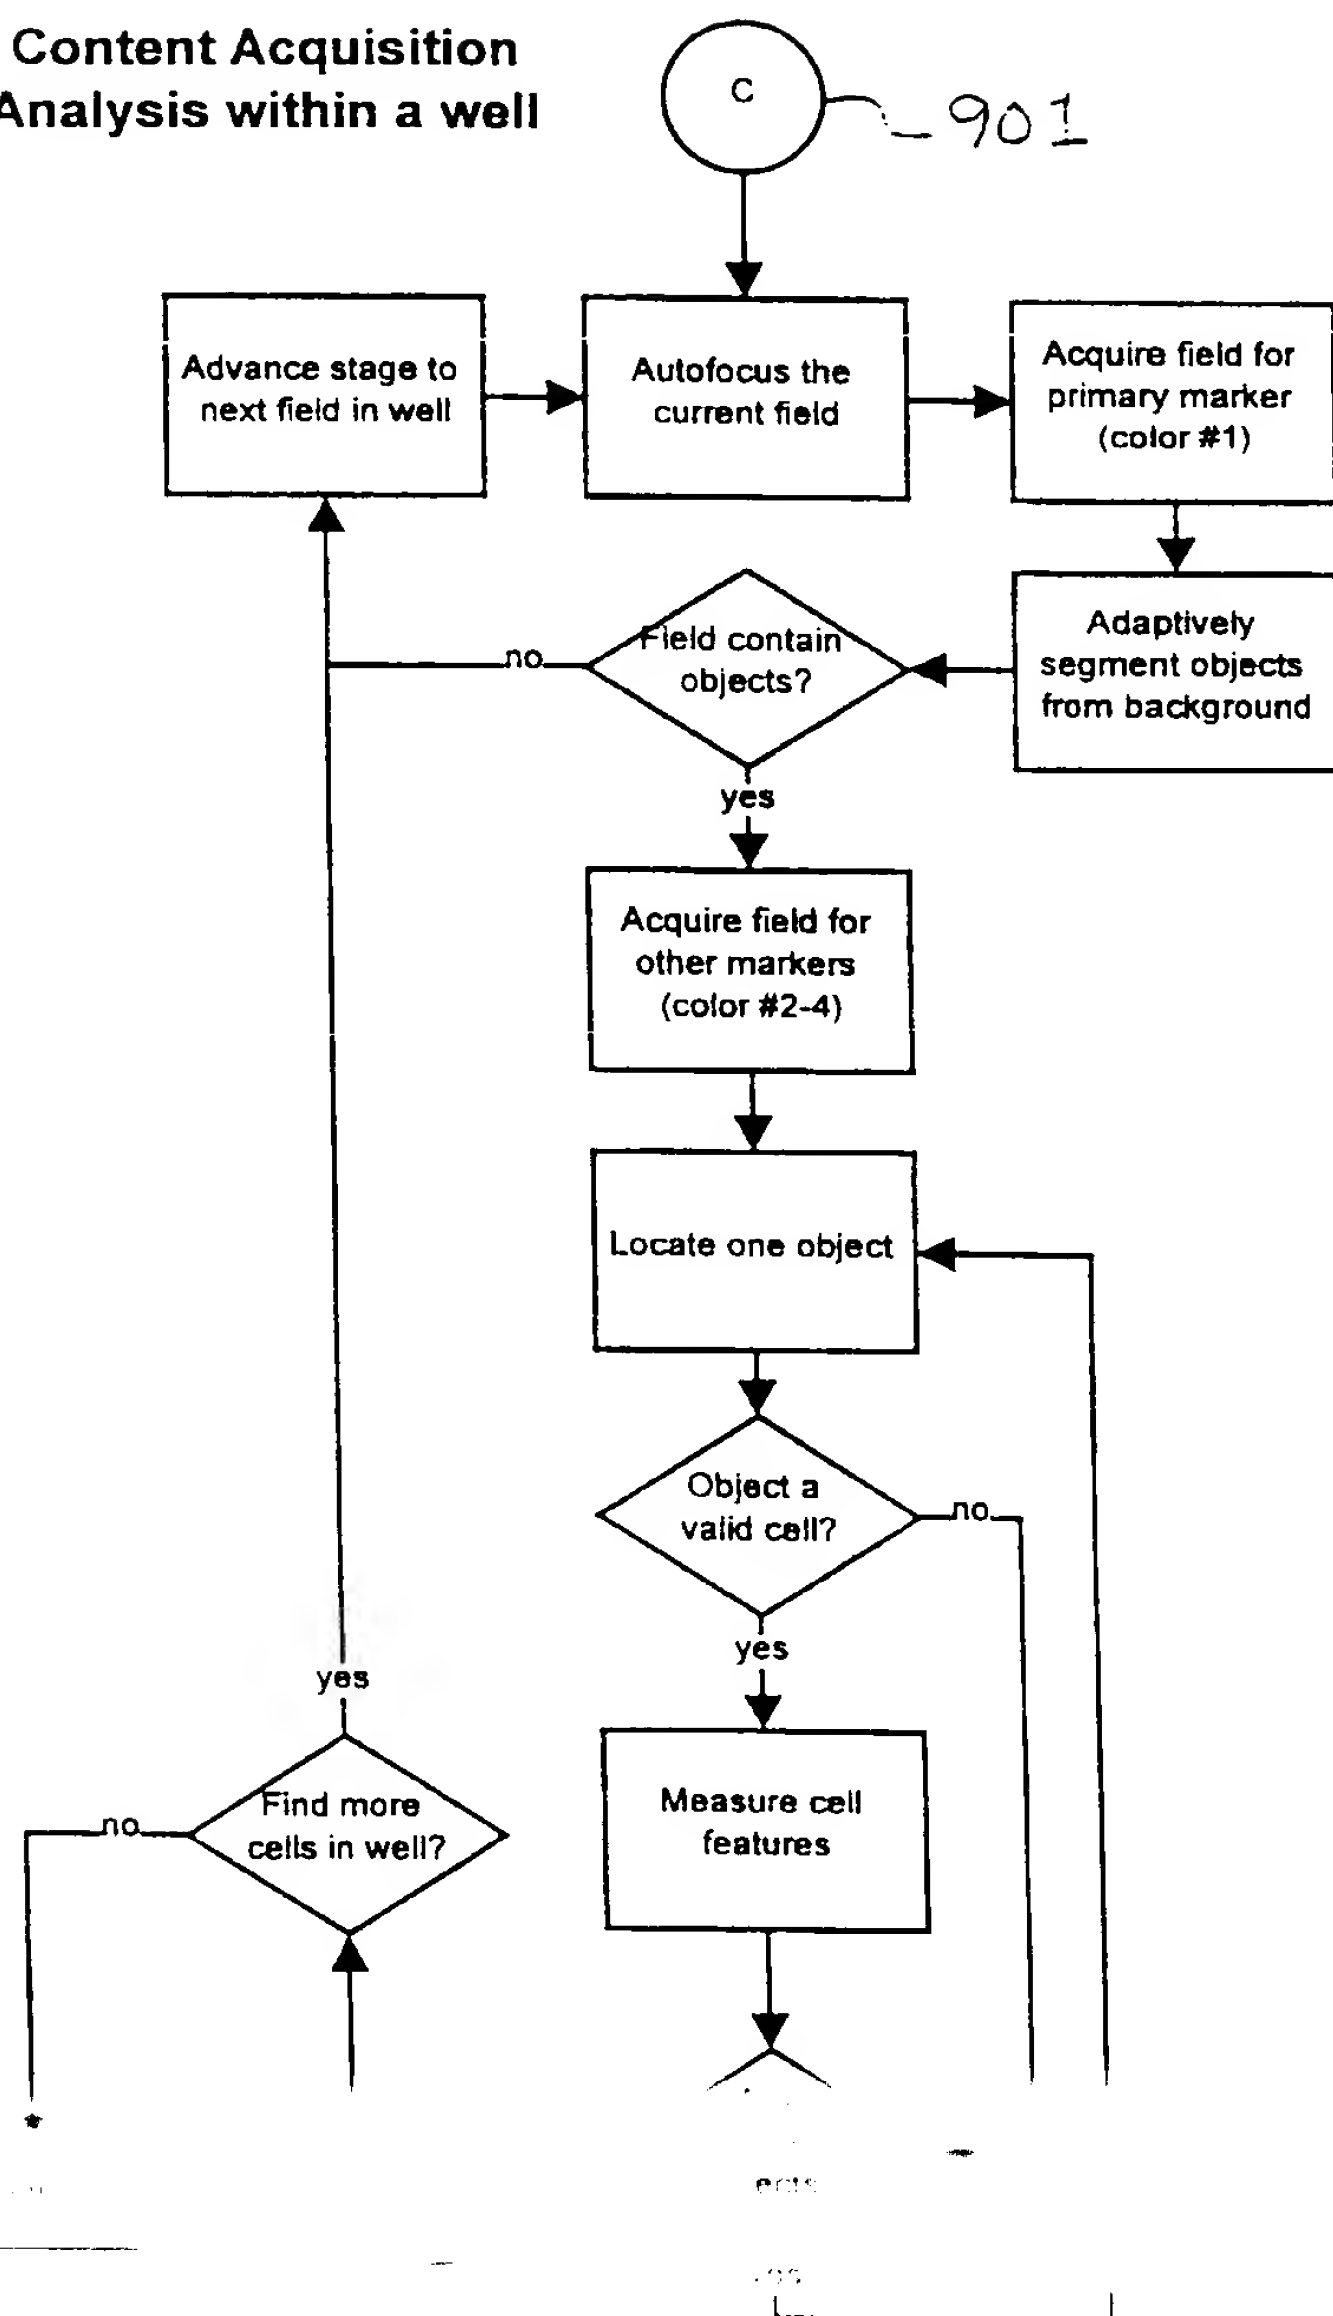 Content Acquisition
Analysis within a well
C
901
Advance stage to
next field in well
Autofocus the
current field
Acquire field for
primary marker
(color #1)
Adaptively
segment objects
from background
Field contain
objects?
no
yes
Acquire field for
other markers
(color #2-4)
Locate one object
Object a
valid cell?
no
yes
yes
Measure cell
features
Find more
cells in well?
no